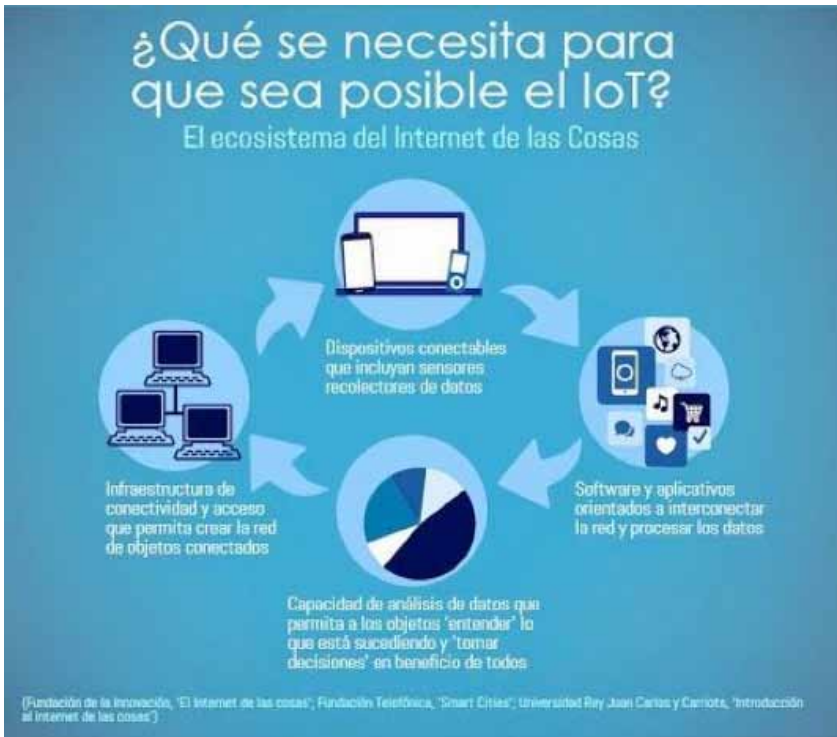 ¿Qué se necesita para
que sea posible el IoT?
El ecosistema del Internet de las Cosas
Dispositivos conectables
que incluyan sensores
recolectores de datos
Software y aplicativos
orientados a interconectar
la red y procesar los datos
Capacidad de análisis de datos que
permita a los objetos 'entender' lo
que está sucediendo y 'tomar
decisiones' en beneficio de todos
Infraestructura de
conectividad y acceso
que permita crear la red
de objetos conectados
(Fundación de la Innovación, "El Internet de las cosas"; Fundación Telefónica, "Smart Cities"; Universidad Rey Juan Carlos y Carriots, "Introducción
al Internet de las cosas")